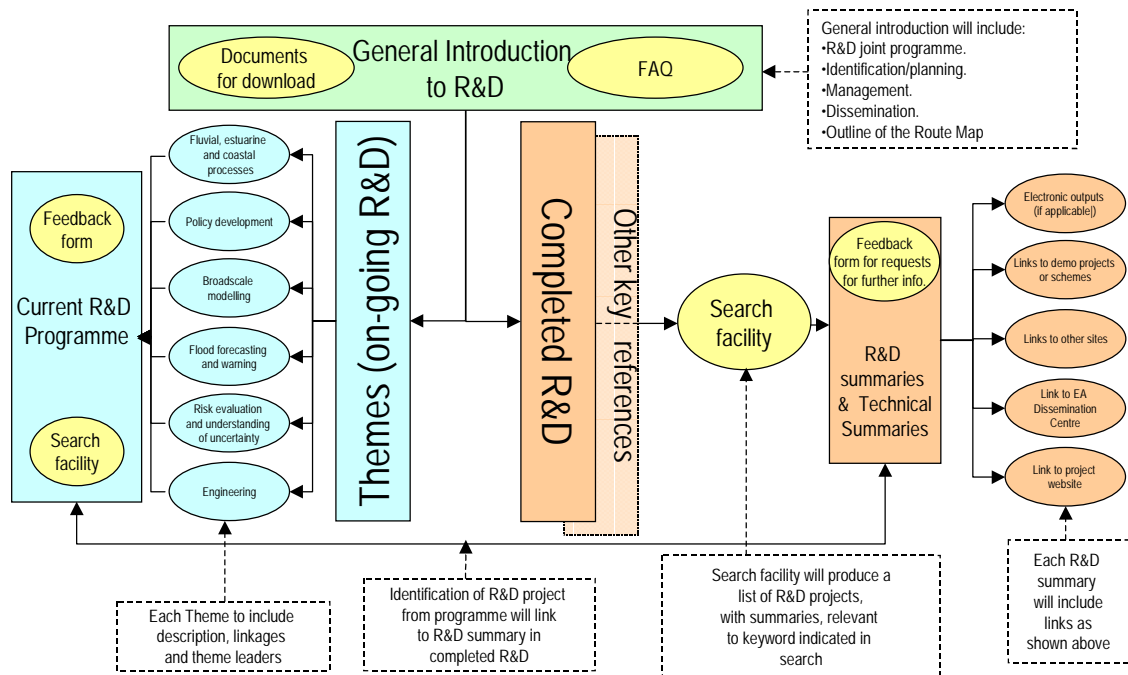 General Introduction
to R&D
Documents
for download
FAQ
General introduction will include:
•R&D joint programme.
•Identification/planning.
•Management.
•Dissemination.
•Outline of the Route Map
Current R&D
Programme
Feedback
form
Search
facility
Fluvial, estuarine
and coastal
processes
Policy development
Broadscale
modelling
Flood forecasting
and warning
Risk evaluation
and understanding
of uncertainty
Engineering
Themes (on-going R&D)
Completed R&D
Other key references
Search
facility
Feedback
form for requests
for further info.
R&D
summaries
& Technical
Summaries
Electronic outputs
(if applicable|)
Links to demo projects
or schemes
Links to other sites
Link to EA
Dissemination
Centre
Link to project
website
Each Theme to include
description, linkages
and theme leaders
Identification of R&D project
from programme will link
to R&D summary in
completed R&D
Search facility will produce a
list of R&D projects,
with summaries, relevant
to keyword indicated in
search
Each R&D
summary
will include
links as
shown above